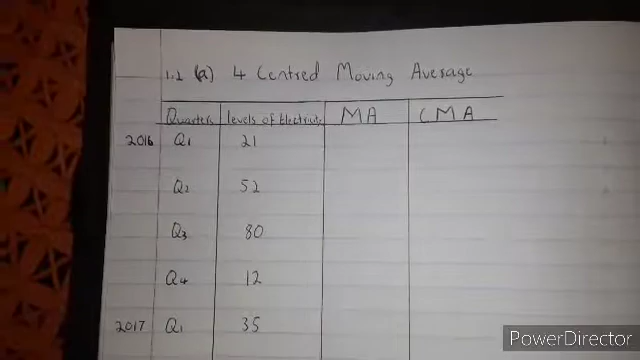 1.2 (a) 4 Centred Moving Average
Quarters levels of Electricity MA CMA
2016 Q1 21
Q2 52
Q3 80
Q4 12
2017 Q1 35
PowerDirector